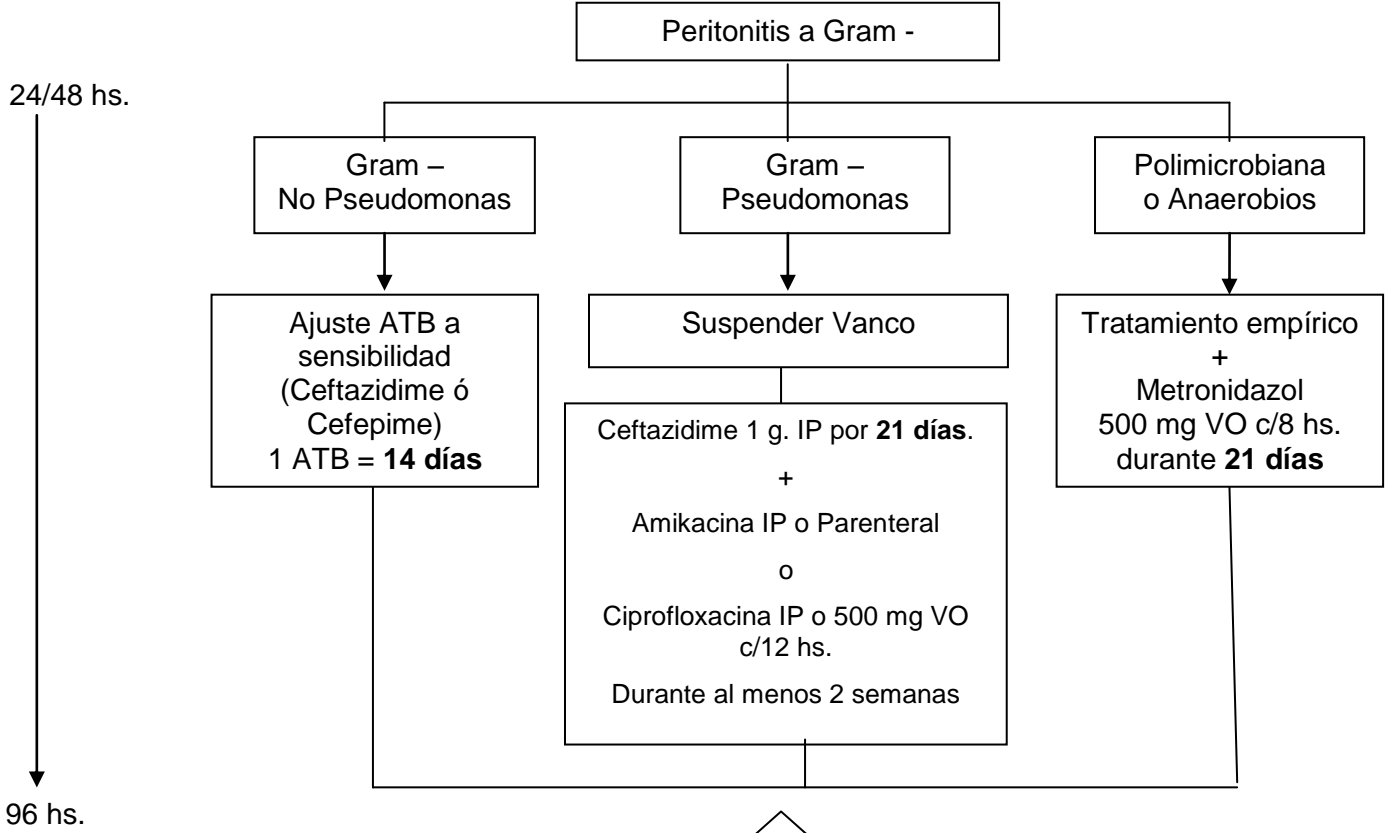 Peritonitis a Gram -
24/48 hs.
Gram –
No Pseudomonas
Gram –
Pseudomonas
Polimicrobiana
o Anaerobios
Ajuste ATB a
sensibilidad
(Ceftazidime ó
Cefepime)
1 ATB = 14 días
Suspender Vanco
Ceftazidime 1 g. IP por 21 días.
+
Amikacina IP o Parenteral
o
Ciprofloxacina IP o 500 mg VO
c/12 hs.
Durante al menos 2 semanas
Tratamiento empírico
+
Metronidazol
500 mg VO c/8 hs.
durante 21 días
96 hs.